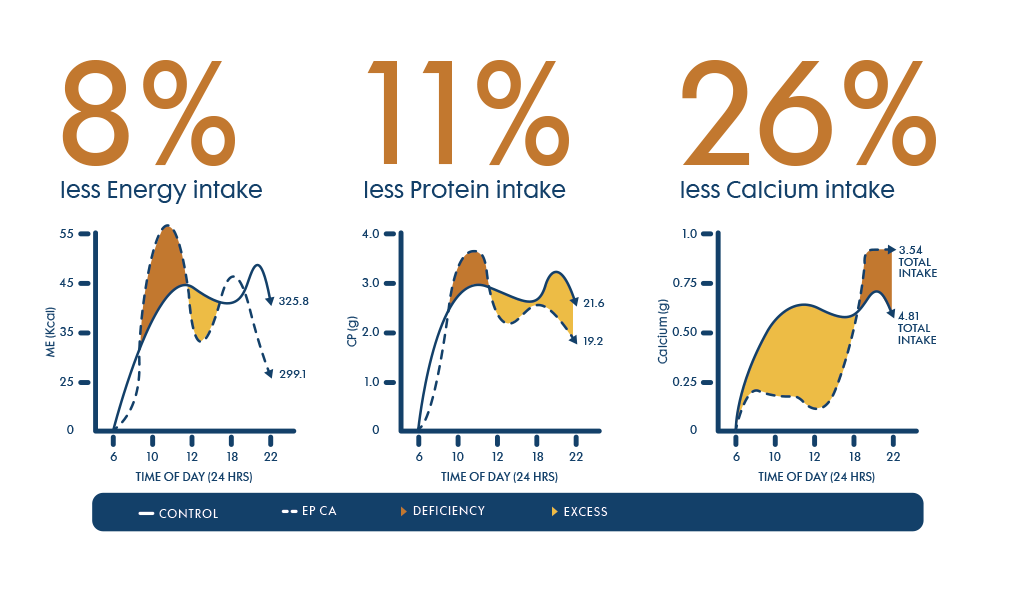 8%
less Energy intake
55
45
35
25
0
ME (Kcal)
325.8
299.1
6 10 12 18 22
TIME OF DAY (24 HRS)
11%
less Protein intake
4.0
3.0
2.0
1.0
0
CP (g)
21.6
19.2
6 10 12 18 22
TIME OF DAY (24 HRS)
26%
less Calcium intake
1.0
0.75
0.50
0.25
0
Calcium (g)
3.54
TOTAL
INTAKE
4.81
TOTAL
INTAKE
6 10 12 18 22
TIME OF DAY (24 HRS)
CONTROL EP CA DEFICIENCY EXCESS